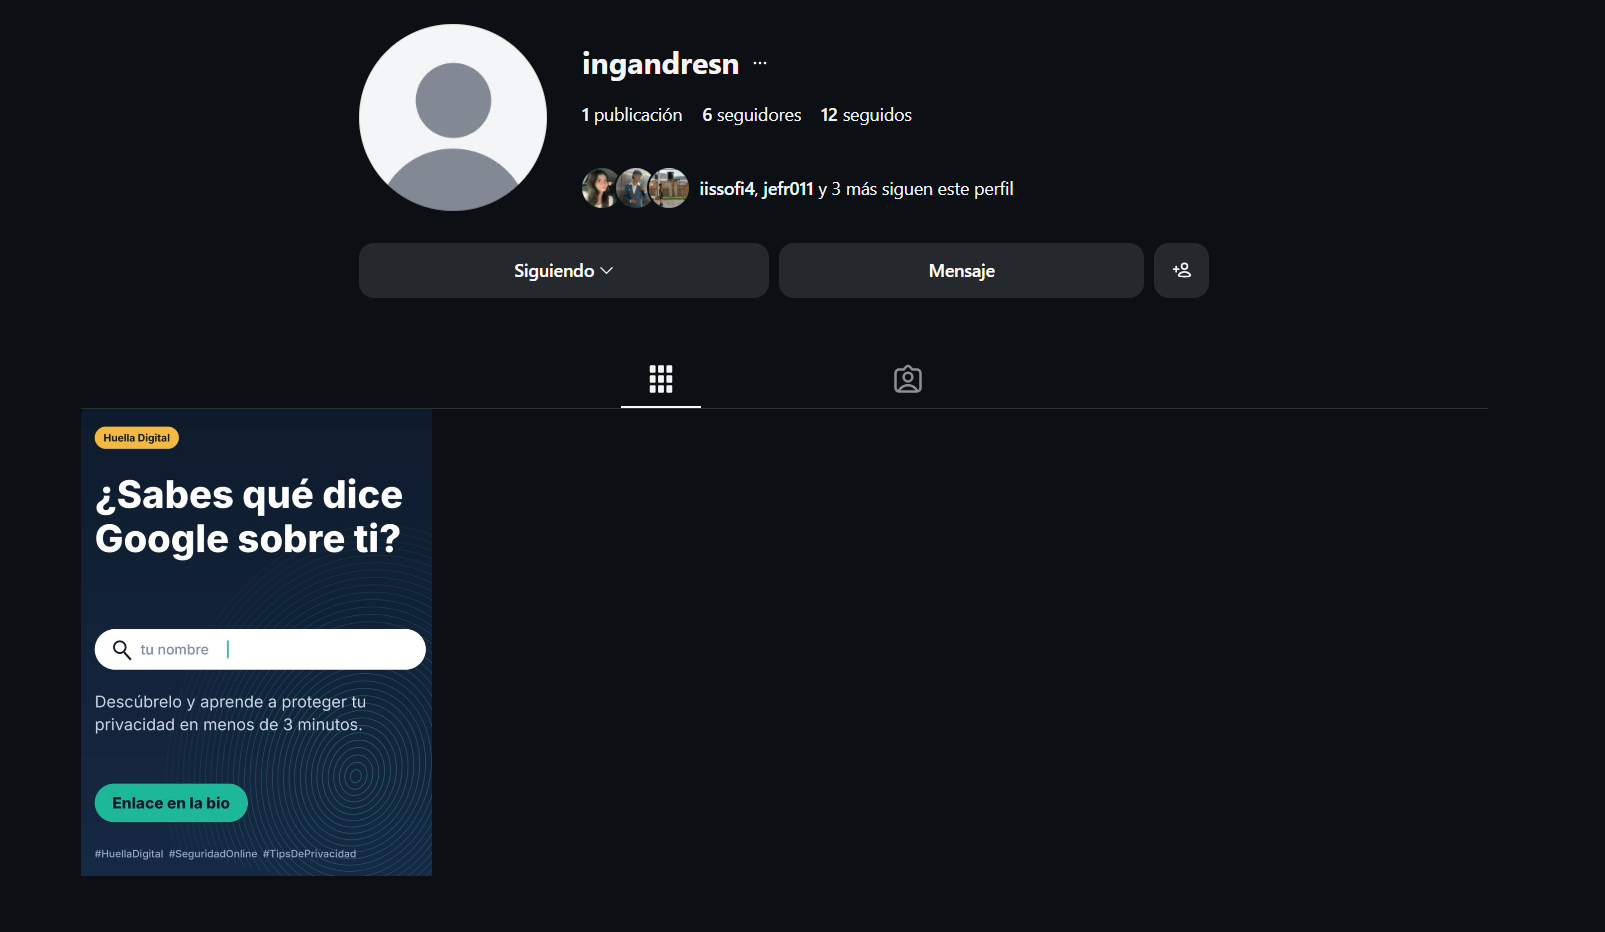 ingandresn ...
1 publicación 6 seguidores 12 seguidos
iissofi4, jefr011 y 3 más siguen este perfil
Siguiendo
Mensaje
Huella Digital
¿Sabes qué dice
Google sobre ti?
tu nombre
Descúbrelo y aprende a proteger tu
privacidad en menos de 3 minutos.
Enlace en la bio
#HuellaDigital #SeguridadOnline #TipsDePrivacidad